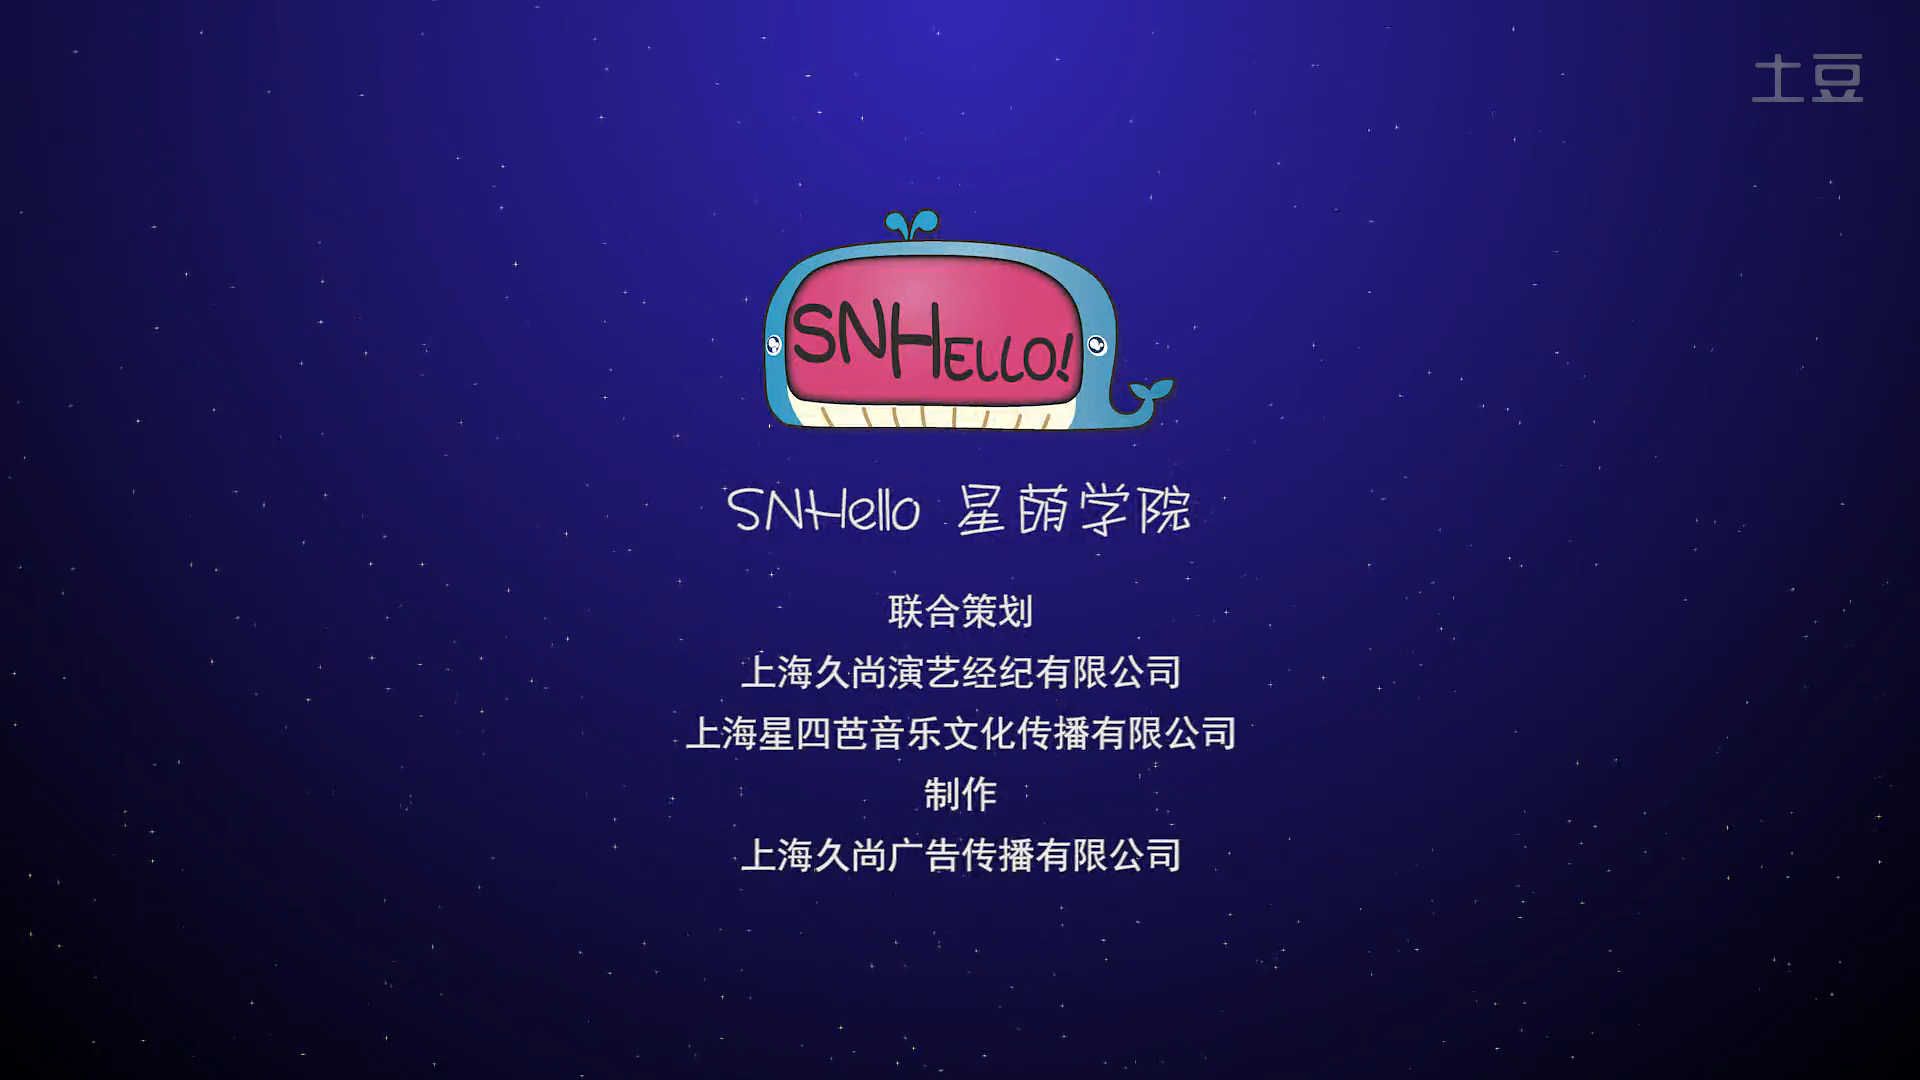 土豆
SNHELLO!
SNHello 星萌学院
联合策划
上海久尚演艺经纪有限公司
上海星四芭音乐文化传播有限公司
制作
上海久尚广告传播有限公司